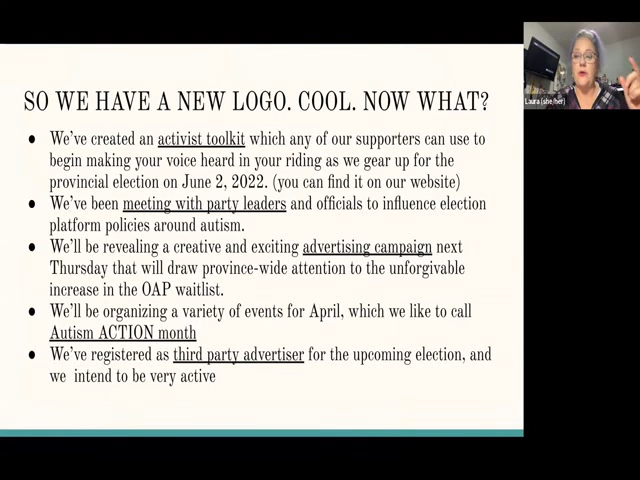 SO WE HAVE A NEW LOGO. COOL. NOW WHAT?
● We've created an activist toolkit which any of our supporters can use to
begin making your voice heard in your riding as we gear up for the
provincial election on June 2, 2022. (you can find it on our website)
● We've been meeting with party leaders and officials to influence election
platform policies around autism.
● We'll be revealing a creative and exciting advertising campaign next
Thursday that will draw province-wide attention to the unforgivable
increase in the OAP waitlist.
● We'll be organizing a variety of events for April, which we like to call
Autism ACTION month
● We've registered as third party advertiser for the upcoming election, and
we intend to be very active
Laura (she/her)